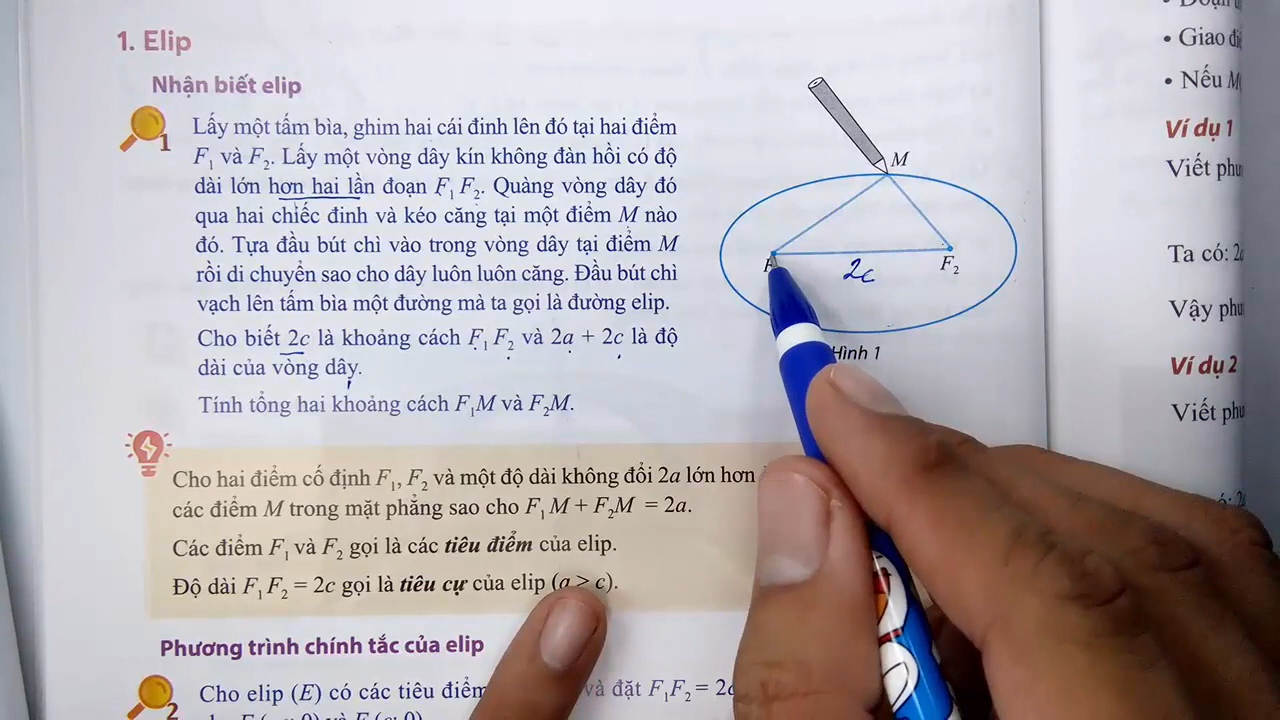 1. Elip
Nhận biết elip
1
Lấy một tấm bìa, ghim hai cái đinh lên đó tại hai điểm
F₁ và F₂. Lấy một vòng dây kín không đàn hồi có độ
dài lớn hơn hai lần đoạn F₁F₂. Quàng vòng dây đó
qua hai chiếc đinh và kéo căng tại một điểm M nào
đó. Tựa đầu bút chì vào trong vòng dây tại điểm M
rồi di chuyển sao cho dây luôn luôn căng. Đầu bút chì
vạch lên tấm bìa một đường mà ta gọi là đường elip.
Cho biết 2c là khoảng cách F₁F₂ và 2a + 2c là độ
dài của vòng dây.
Tính tổng hai khoảng cách F₁M và F₂M.
M
F₂
2c
Hình 1
Cho hai điểm cố định F₁, F₂ và một độ dài không đổi 2a lớn hơn
các điểm M trong mặt phẳng sao cho F₁M + F₂M = 2a.
Các điểm F₁ và F₂ gọi là các tiêu điểm của elip.
Độ dài F₁F₂ = 2c gọi là tiêu cự của elip (a > c).
Phương trình chính tắc của elip
2
Cho elip (E) có các tiêu điểm và đặt F₁F₂ = 2c
• Giao
• Nếu M
Ví dụ 1
Viết
Ta có:
Vậy
Ví dụ 2
Viết